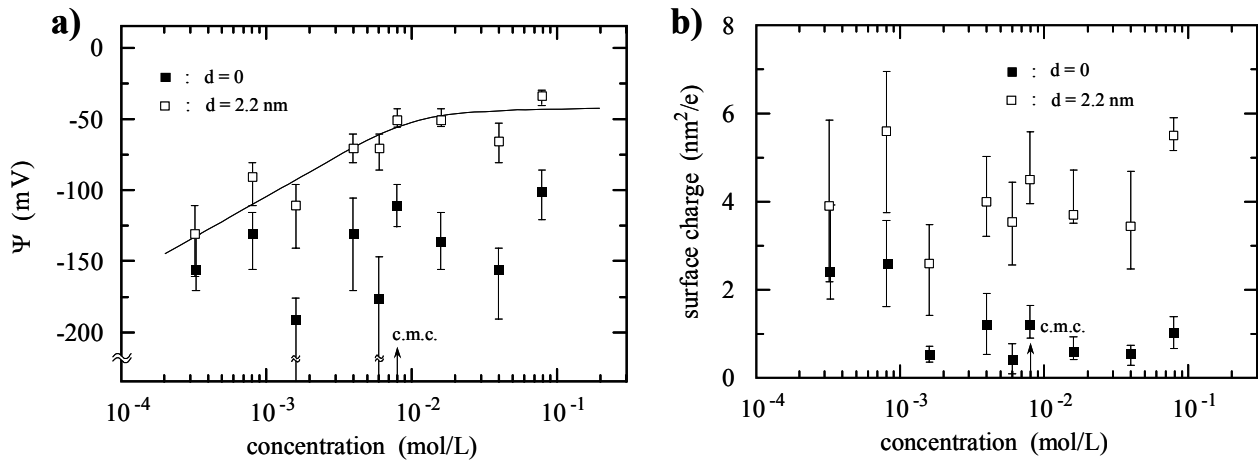 a)
0
-50
-100
-150
-200
Ψ (mV)
■ : d = 0
□ : d = 2.2 nm
c.m.c.
10⁻⁴ 10⁻³ 10⁻² 10⁻¹
concentration (mol/L)
b)
8
6
4
2
0
surface charge (nm²/e)
■ : d = 0
□ : d = 2.2 nm
c.m.c.
10⁻⁴ 10⁻³ 10⁻² 10⁻¹
concentration (mol/L)